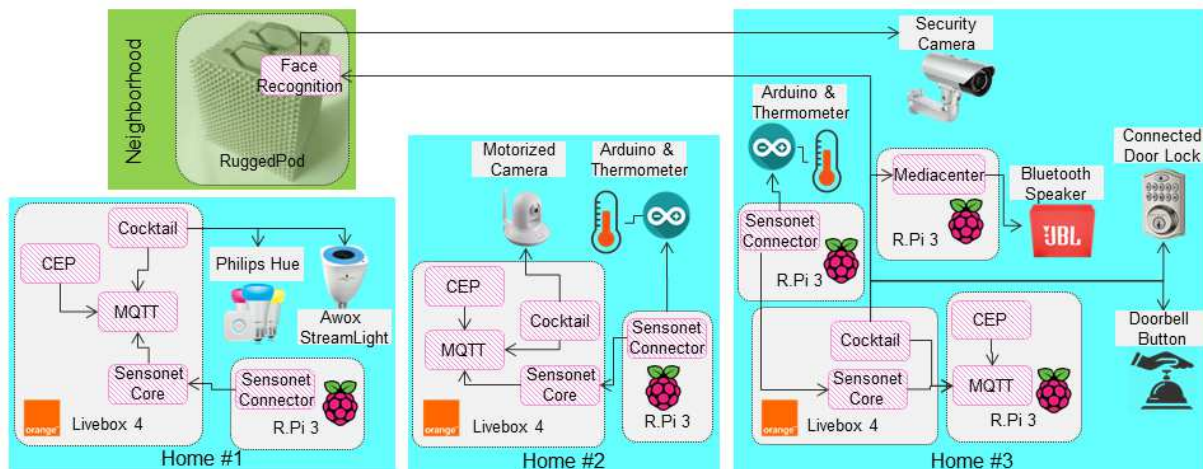 Neighborhood
Face
Recognition
RuggedPod
Security
Camera
Arduino &
Thermometer
Connected
Door Lock
Mediacenter
R.Pi 3
Bluetooth
Speaker
JBL
Sensonet
Connector
R.Pi 3
Doorbell
Button
Cocktail
Sensonet
Core
CEP
MQTT
R.Pi 3
orange
Livebox 4
Home #3
Motorized
Camera
Arduino &
Thermometer
CEP
MQTT
Cocktail
Sensonet
Core
Sensonet
Connector
R.Pi 3
orange
Livebox 4
Home #2
Cocktail
CEP
MQTT
Philips Hue
Awox
StreamLight
Sensonet
Core
Sensonet
Connector
R.Pi 3
orange
Livebox 4
Home #1